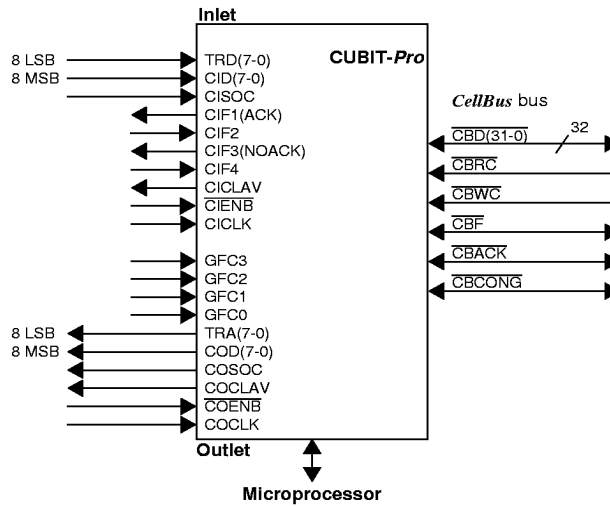 Inlet
CUBIT-Pro
8 LSB TRD(7-0)
8 MSB CID(7-0)
CISOC
CIF1(ACK)
CIF2
CIF3(NOACK)
CIF4
CICLAV
CIENB
CICLK
GFC3
GFC2
GFC1
GFC0
8 LSB TRA(7-0)
8 MSB COD(7-0)
COSOC
COCLAV
COENB
COCLK
Outlet
CellBus bus
CBD(31-0) 32
CBRC
CBWC
CBF
CBACK
CBCONG
Microprocessor